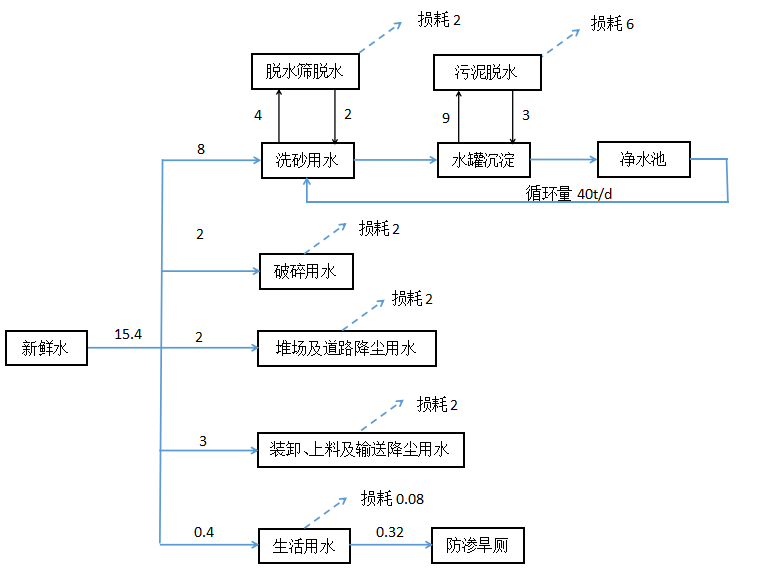 损耗 2
损耗 6
脱水筛脱水
污泥脱水
4
2
9
3
8
洗砂用水
水罐沉淀
净水池
循环量 40t/d
2
损耗 2
破碎用水
损耗 2
15.4
2
新鲜水
堆场及道路降尘用水
损耗 2
3
装卸、上料及输送降尘用水
损耗 0.08
0.4
0.32
生活用水
防渗旱厕